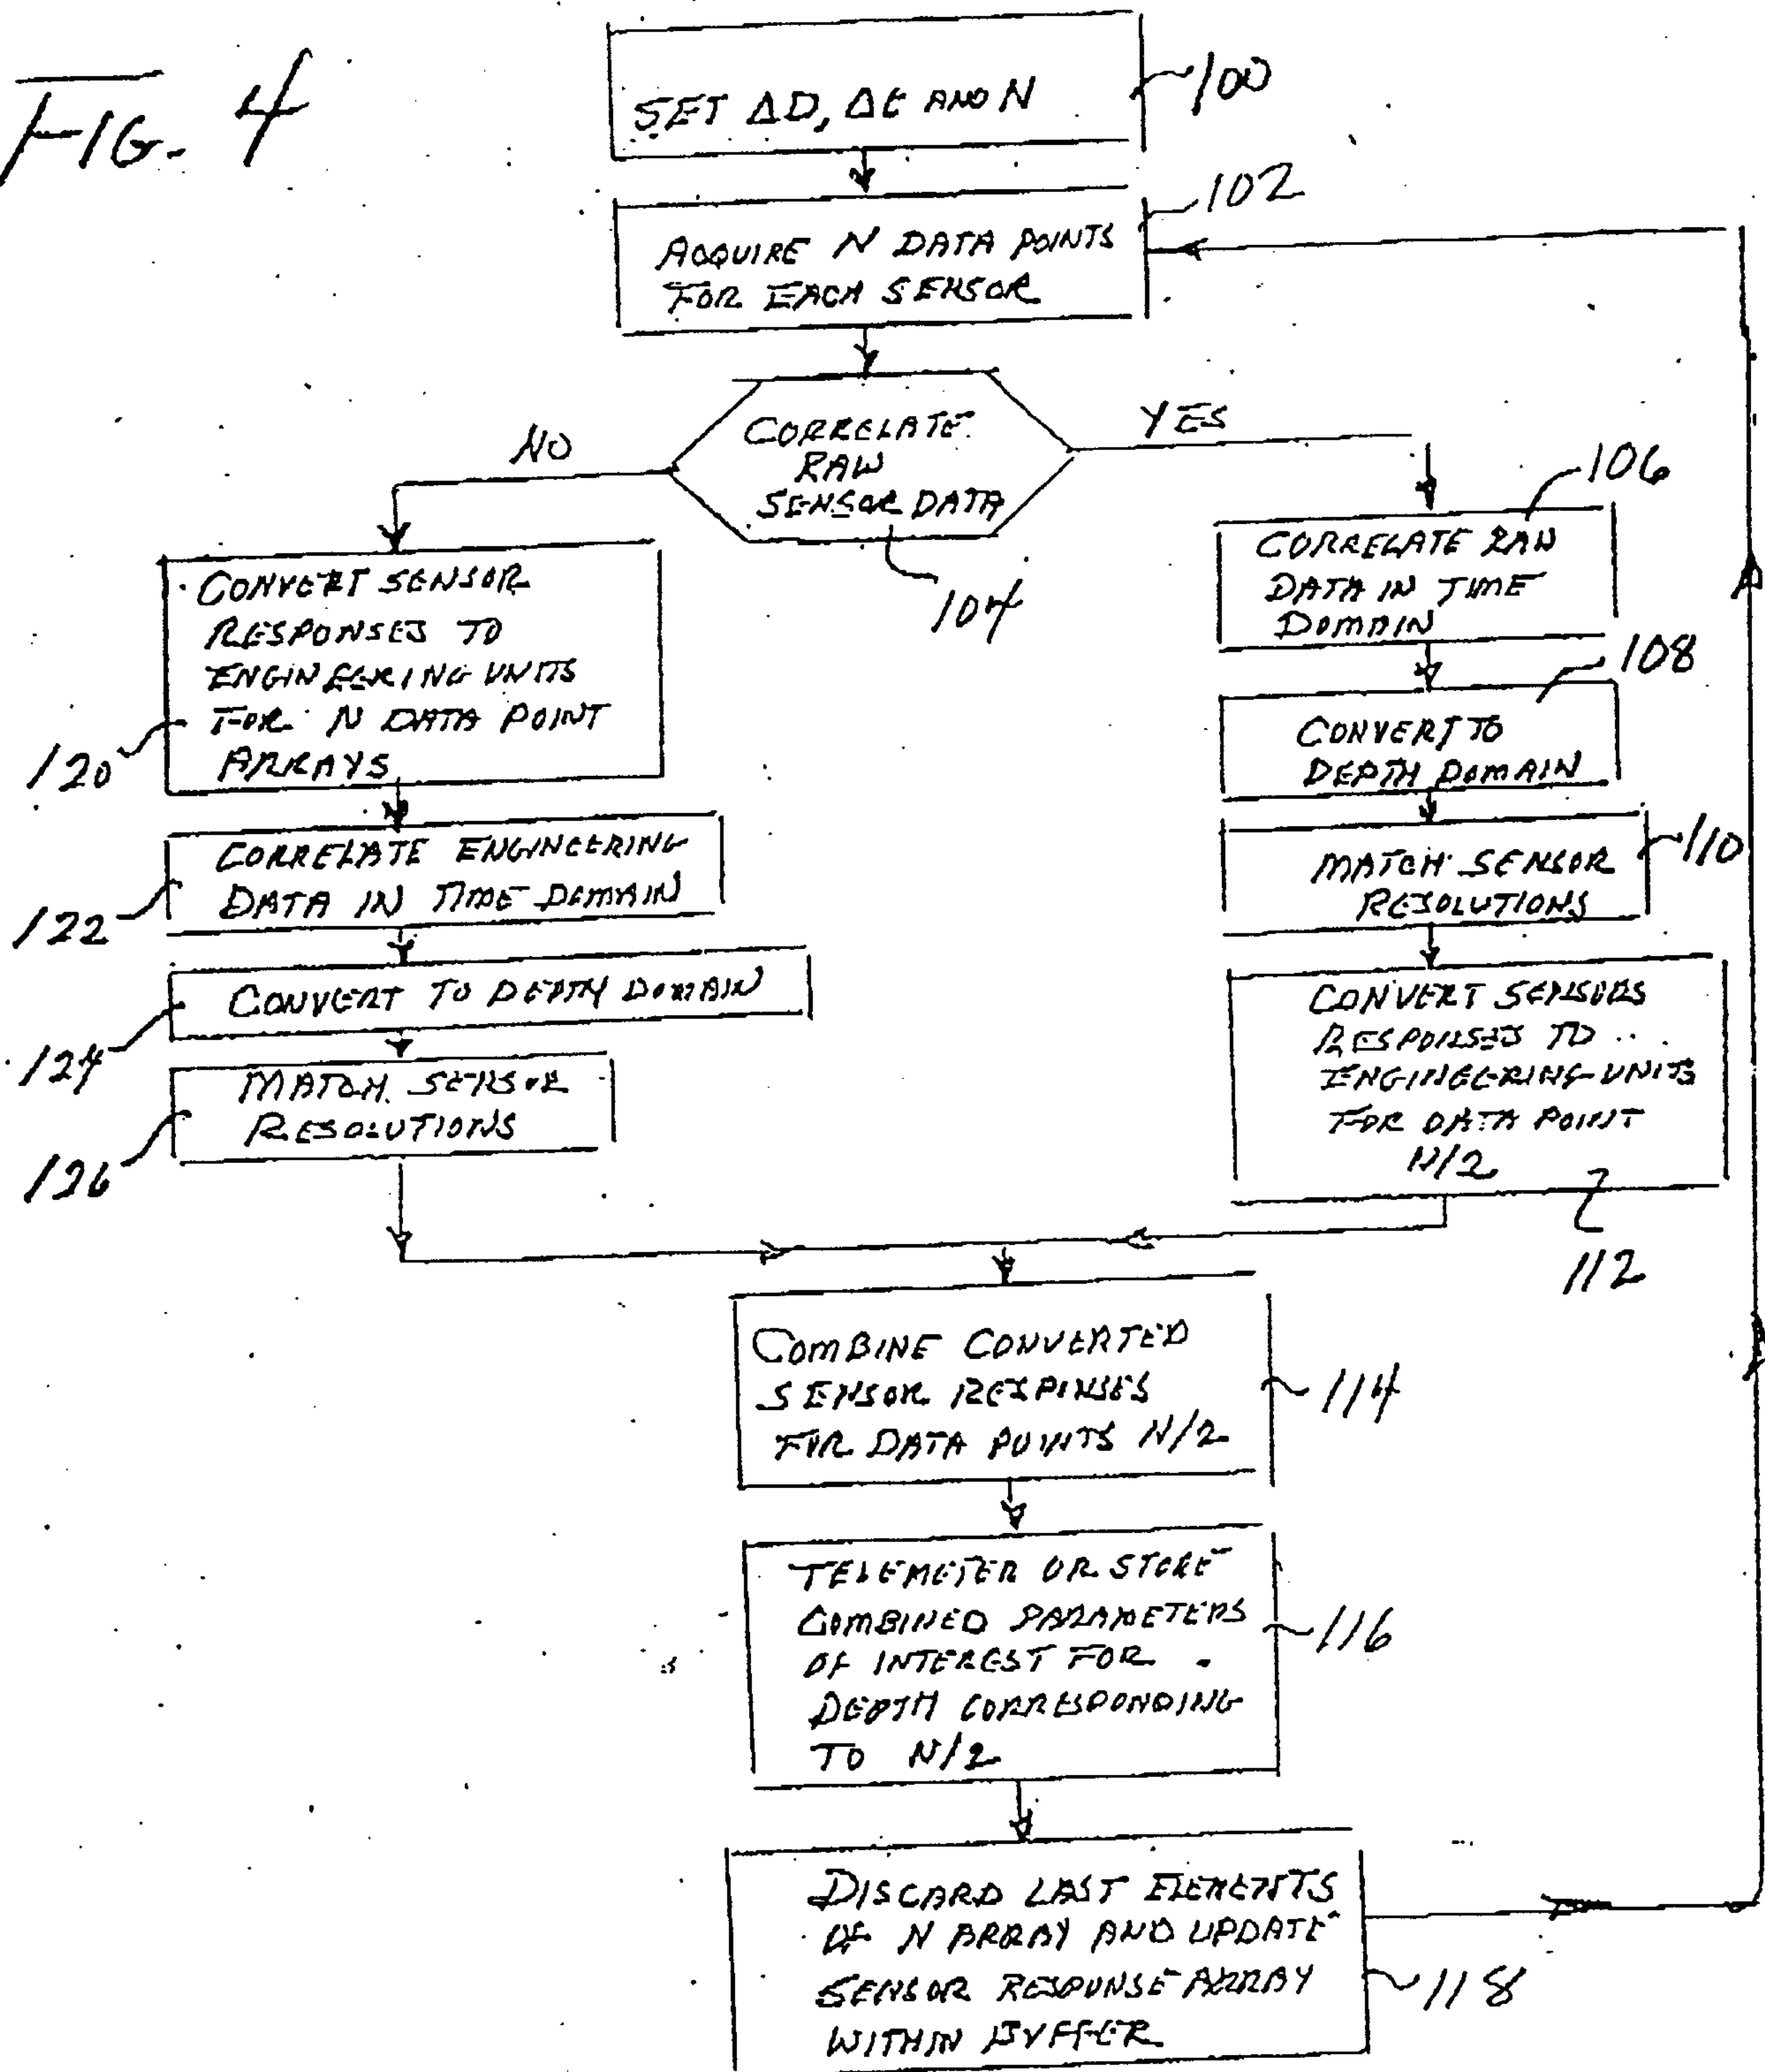 FIG. 4
SET ΔD, Δt AND N
100
102
ACQUIRE N DATA POINTS
FOR EACH SENSOR
CORRELATE
RAW
SENSOR DATA
NO
YES
104
106
CORRELATE RAW
DATA IN TIME
DOMAIN
108
CONVERT TO
DEPTH DOMAIN
MATCH SENSOR
RESOLUTIONS
110
CONVERT SENSORS
RESPONSES TO
ENGINEERING UNITS
FOR DATA POINT
N/2
112
CONVERT SENSOR
RESPONSES TO
ENGINEERING UNITS
FOR N DATA POINT
ARRAYS
120
CORRELATE ENGINEERING
DATA IN TIME DOMAIN
122
CONVERT TO DEPTH DOMAIN
124
MATCH SENSOR
RESOLUTIONS
126
COMBINE CONVERTED
SENSOR RESPONSES
FOR DATA POINTS N/2
114
TELEMETER OR STORE
COMBINED PARAMETERS
OF INTEREST FOR
DEPTH CORRESPONDING
TO N/2
116
DISCARD LAST ELEMENTS
OF N ARRAY AND UPDATE
SENSOR RESPONSE ARRAY
WITHIN BUFFER
118